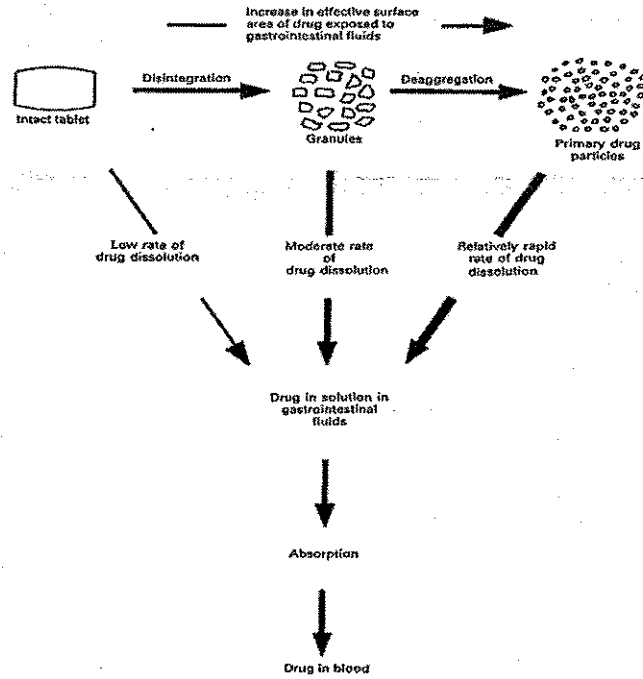 Increase in effective surface
area of drug exposed to
gastrointestinal fluids
Disintegration
Deaggregation
Intact tablet
Granules
Primary drug
particles
Low rate of
drug dissolution
Moderate rate
of
drug dissolution
Relatively rapid
rate of drug
dissolution
Drug in solution in
gastrointestinal
fluids
Absorption
Drug in blood